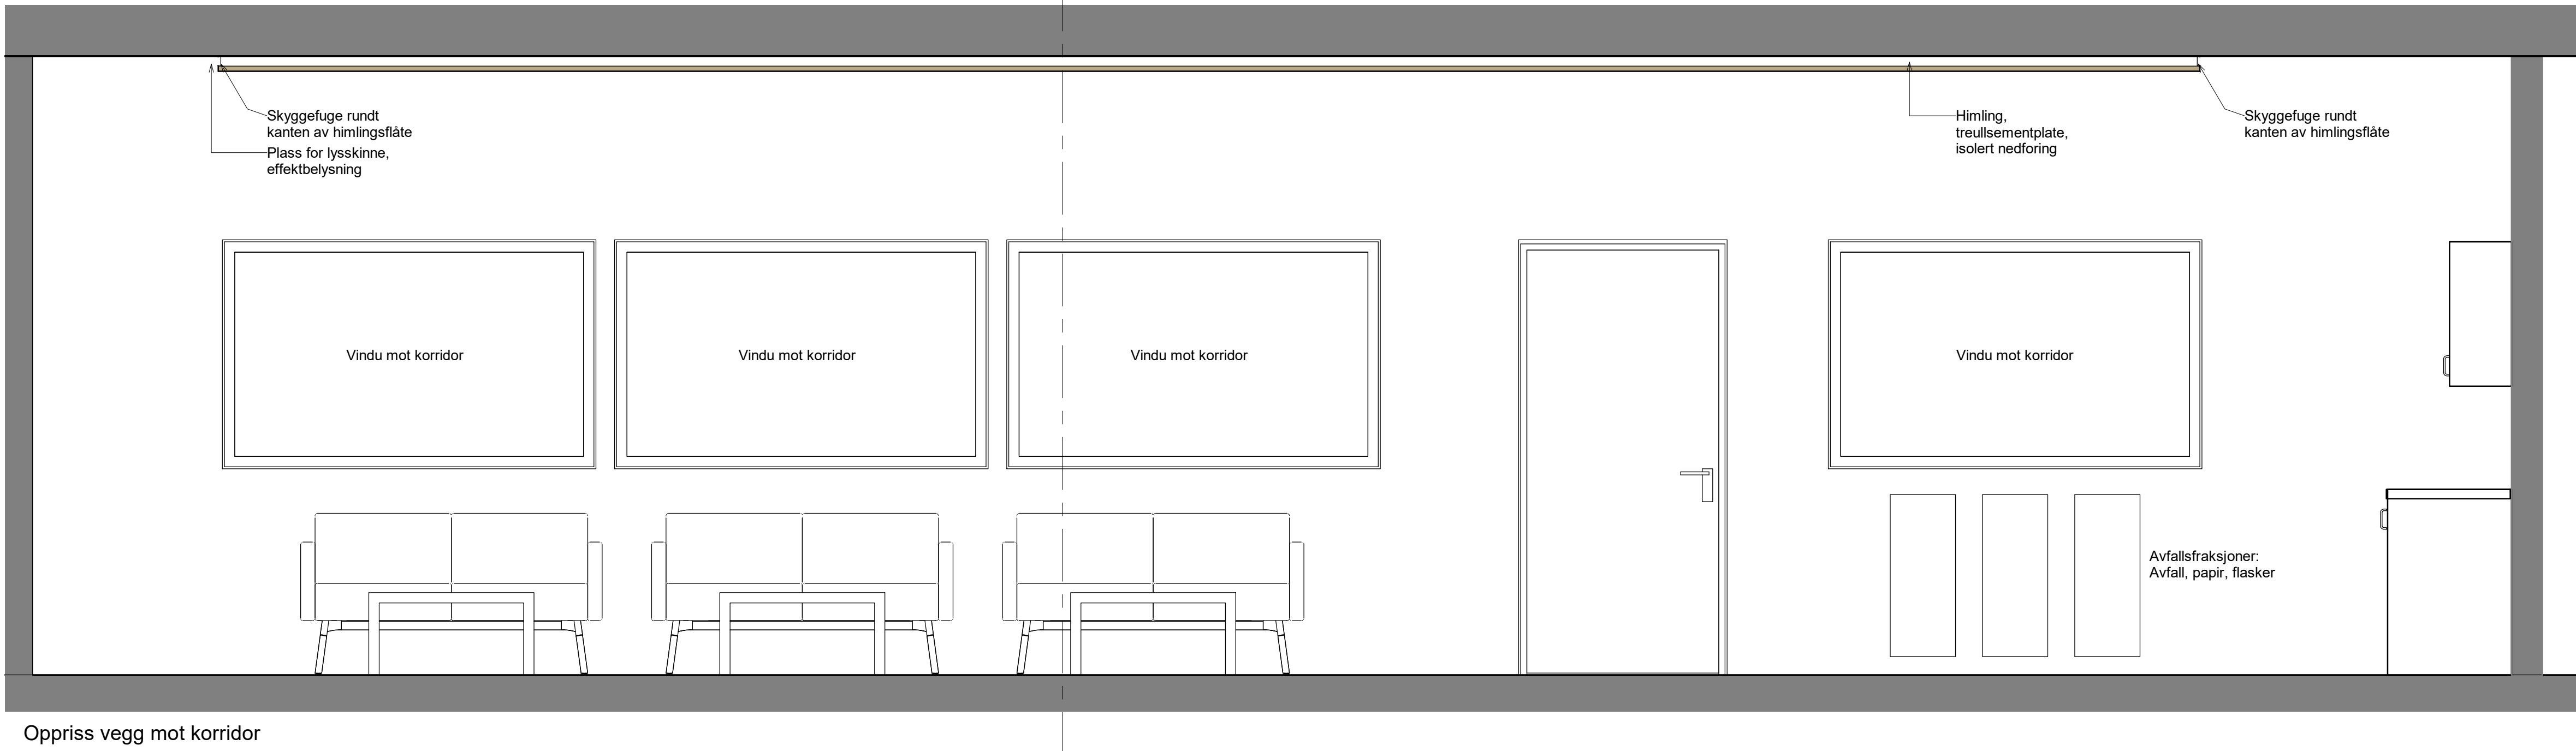 Skyggefuge rundt
kanten av himlingsflåte
Plass for lysskinne,
effektbelysning
Himling,
treullsementplate,
isolert nedforing
Skyggefuge rundt
kanten av himlingsflåte
Vindu mot korridor
Vindu mot korridor
Vindu mot korridor
Vindu mot korridor
Avfallsfraksjoner:
Avfall, papir, flasker
Oppriss vegg mot korridor